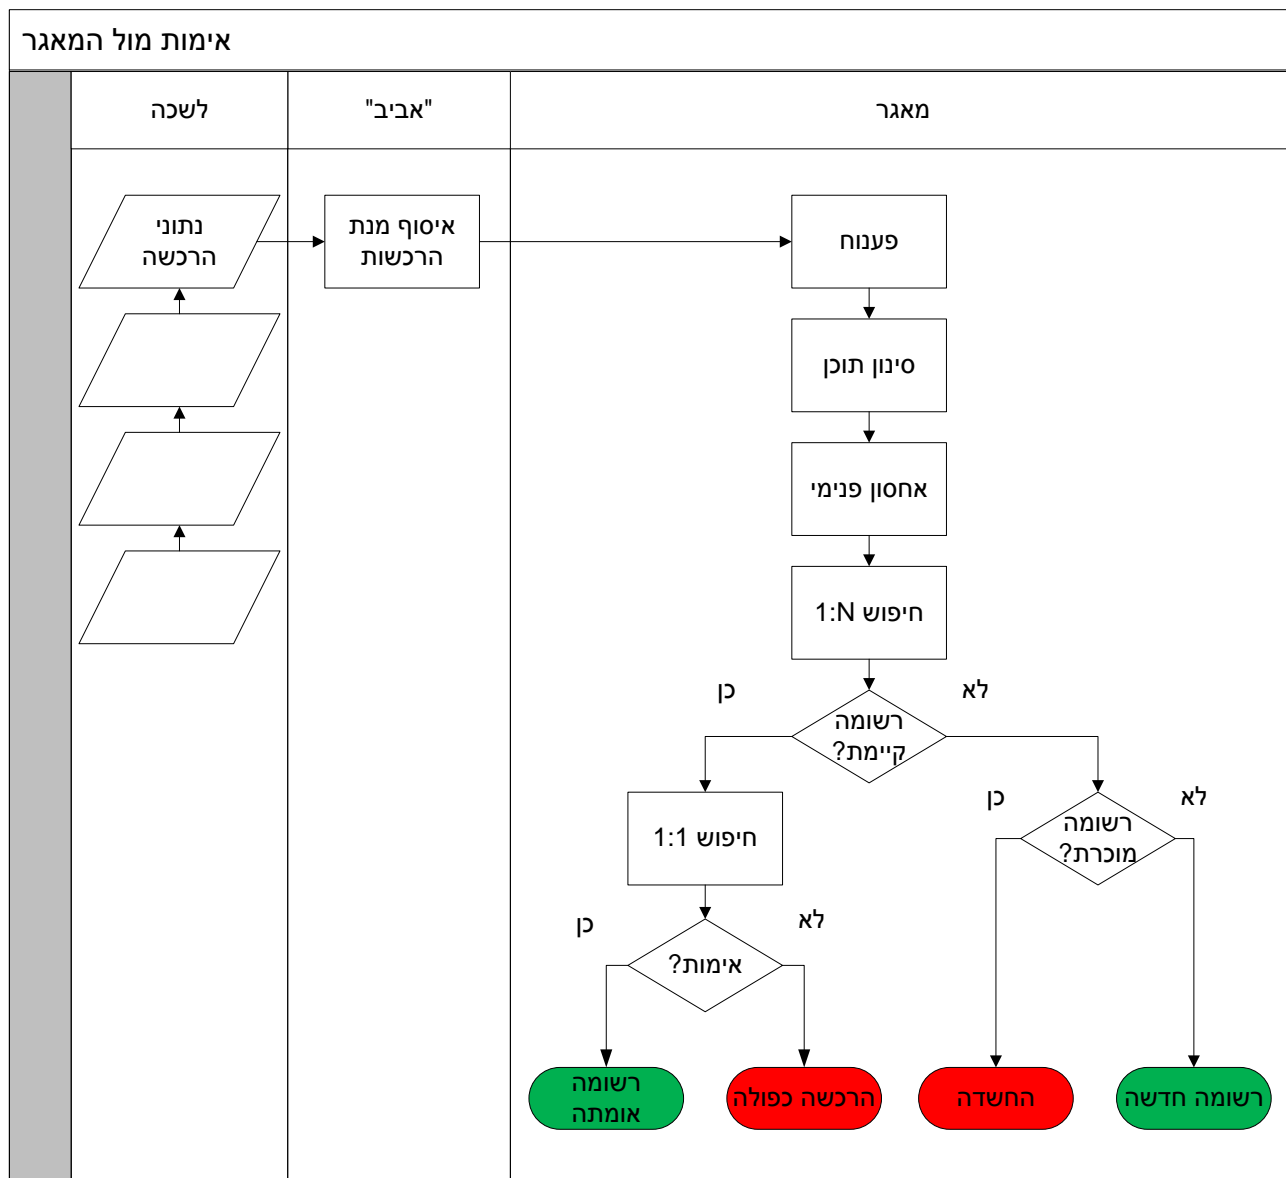 אימות מול המאגר
לשכה
"אביב"
מאגר
נתוני
הרכשה
איסוף מנת
הרכשות
פענוח
סינון תוכן
אחסון פנימי
חיפוש 1:N
רשומה
קיימת?
כן
לא
חיפוש 1:1
רשומה
מוכרת?
כן
לא
אימות?
כן
לא
רשומה
אומתה
הרכשה כפולה
החשדה
רשומה חדשה